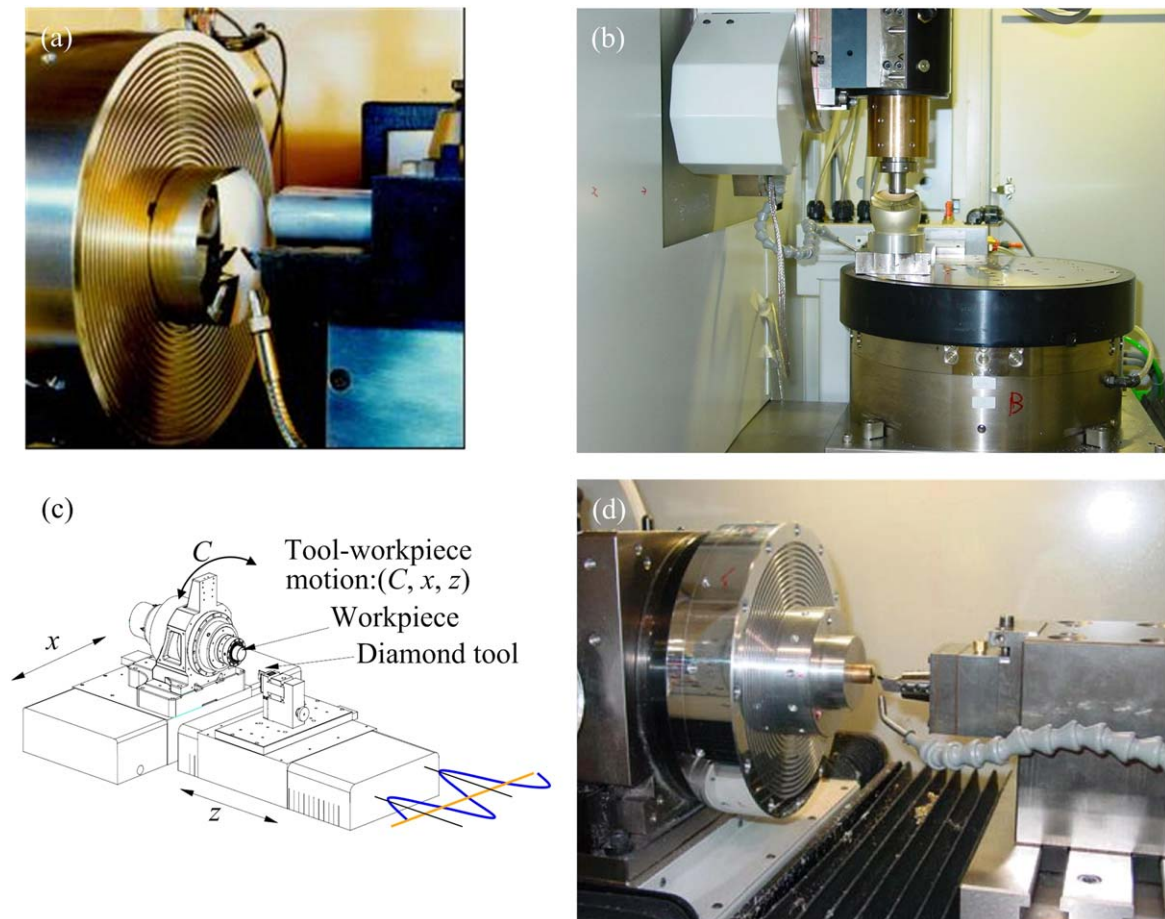 (a)
(b)
B
(c)
C
Tool-workpiece
motion:(C, x, z)
Workpiece
Diamond tool
x
z
(d)